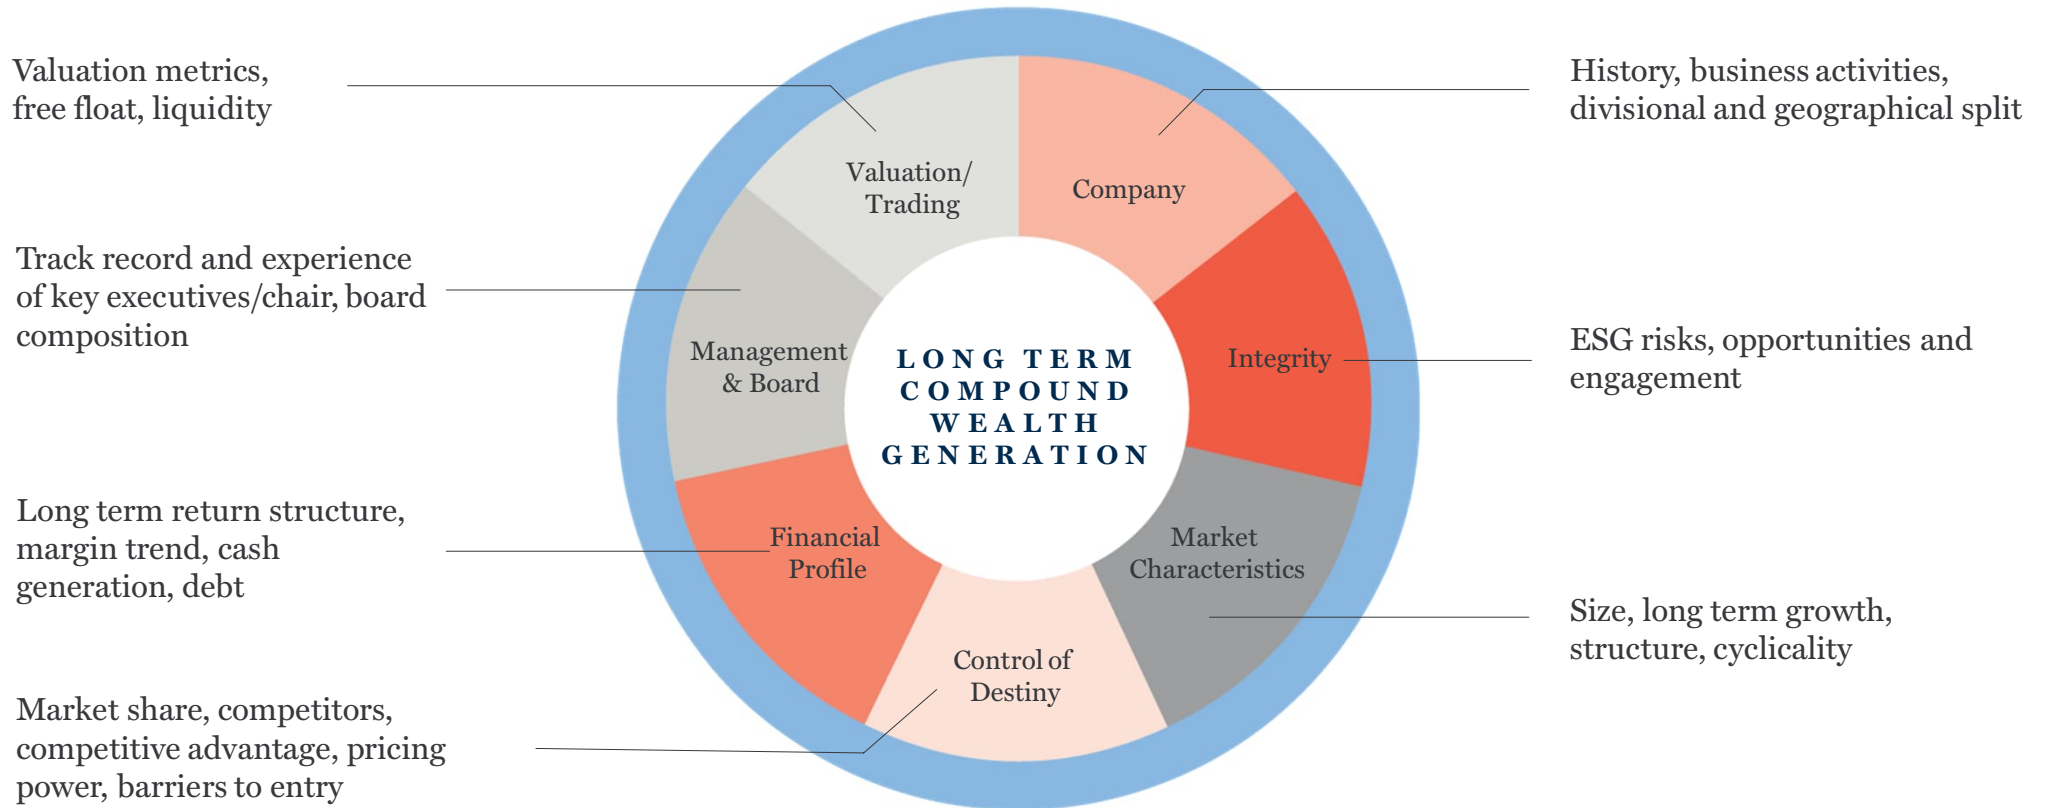 Valuation metrics,
free float, liquidity
History, business activities,
divisional and geographical split
Valuation/
Trading
Company
Track record and experience
of key executives/chair, board
composition
Management
& Board
LONG TERM
COMPOUND
WEALTH
GENERATION
Integrity
ESG risks, opportunities and
engagement
Long term return structure,
margin trend, cash
generation, debt
Financial
Profile
Market
Characteristics
Size, long term growth,
structure, cyclicality
Control of
Destiny
Market share, competitors,
competitive advantage, pricing
power, barriers to entry